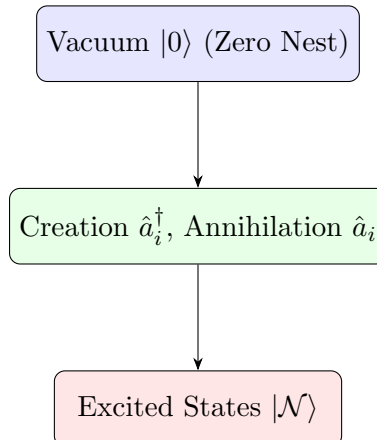 Vacuum |0⟩ (Zero Nest)
Creation â†ᵢ, Annihilation âᵢ
Excited States |𝒩⟩